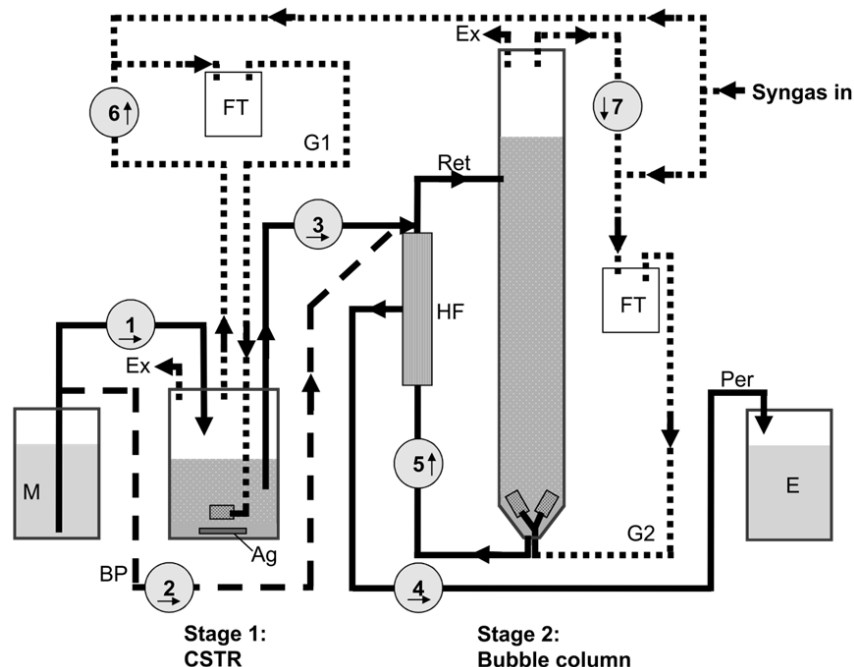 Ex
Syngas in
6
FT
7
G1
Ret
3
HF
FT
1
Ex
Per
5
M
E
Ag
G2
BP
2
4
Stage 1:
CSTR
Stage 2:
Bubble column